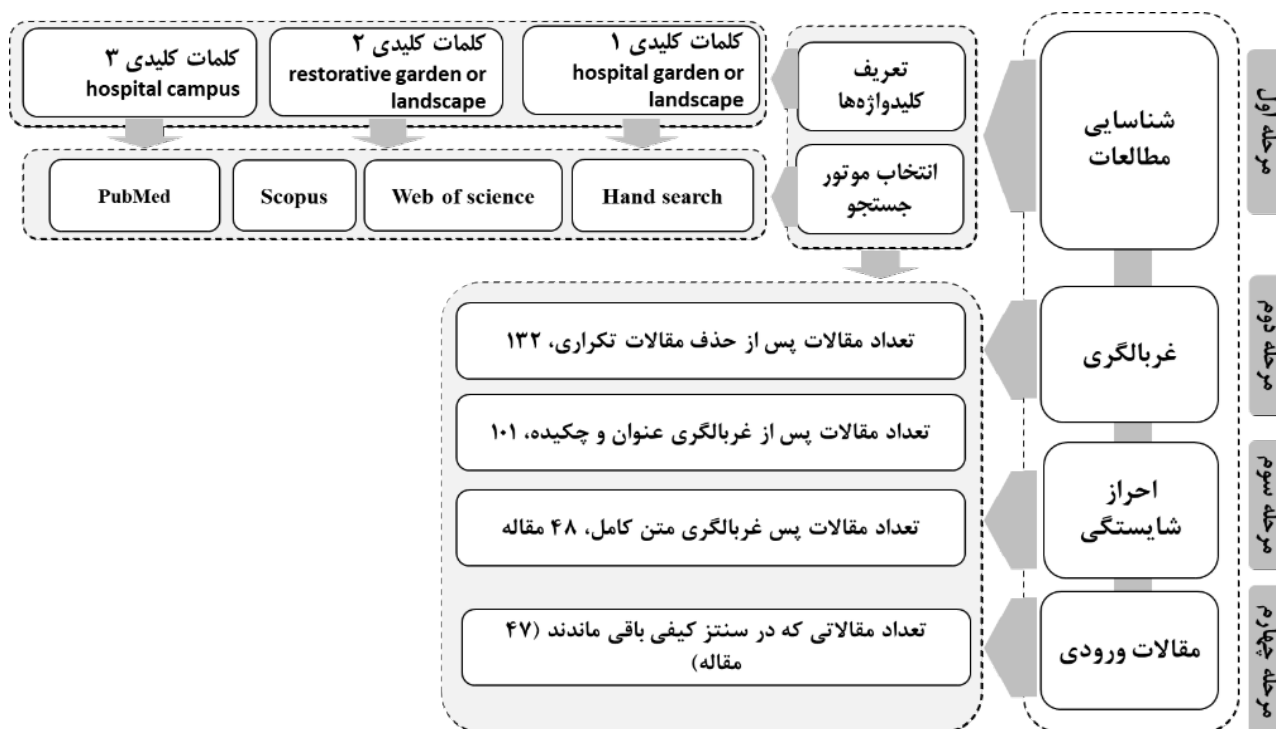 مرحله اول
شناسایی
مطالعات
تعریف
کلیدواژه‌ها
کلمات کلیدی ۱
hospital garden or
landscape
کلمات کلیدی ۲
restorative garden or
landscape
کلمات کلیدی ۳
hospital campus
انتخاب موتور
جستجو
Hand search
Web of science
Scopus
PubMed
مرحله دوم
غربالگری
تعداد مقالات پس از حذف مقالات تکراری، ۱۳۲
تعداد مقالات پس از غربالگری عنوان و چکیده، ۱۰۱
مرحله سوم
احراز
شایستگی
تعداد مقالات پس غربالگری متن کامل، ۴۸ مقاله
مرحله چهارم
مقالات ورودی
تعداد مقالاتی که در سنتز کیفی باقی ماندند (۴۷
مقاله)